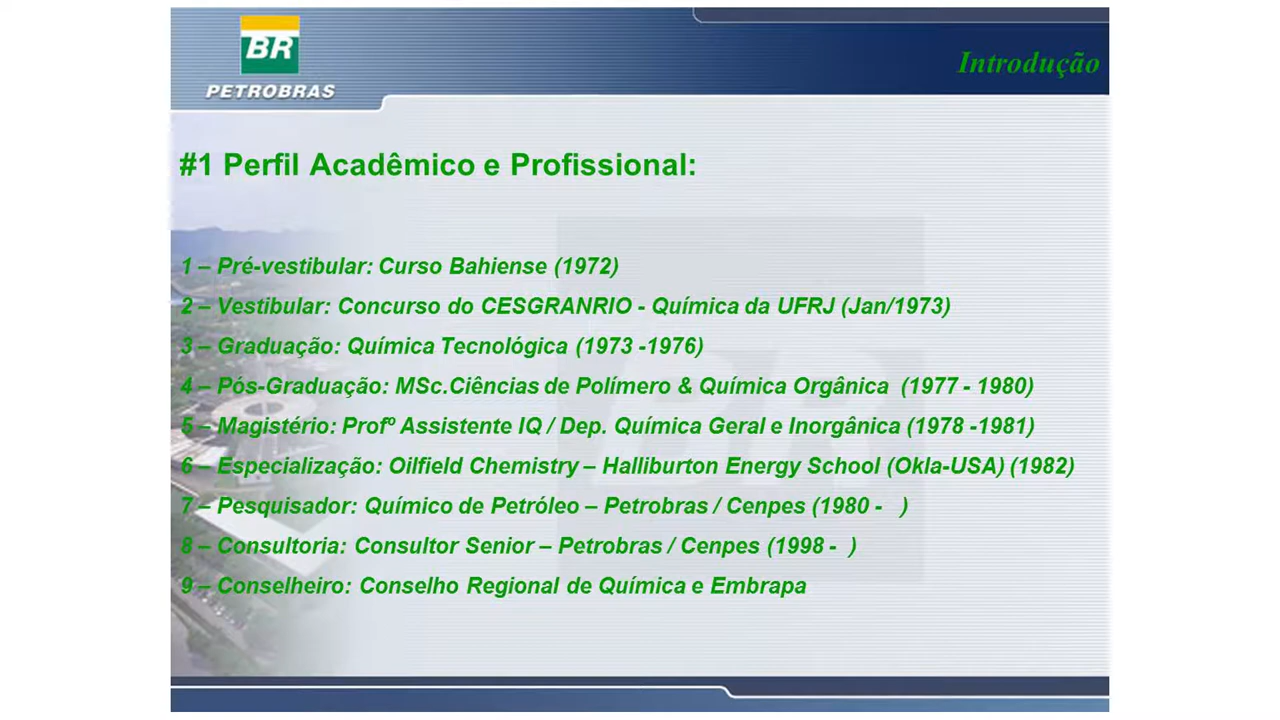 BR
PETROBRAS
Introdução
#1 Perfil Acadêmico e Profissional:
1 – Pré-vestibular: Curso Bahiense (1972)
2 – Vestibular: Concurso do CESGRANRIO - Química da UFRJ (Jan/1973)
3 – Graduação: Química Tecnológica (1973 -1976)
4 – Pós-Graduação: MSc.Ciências de Polímero & Química Orgânica  (1977 - 1980)
5 – Magistério: Profº Assistente IQ / Dep. Química Geral e Inorgânica (1978 -1981)
6 – Especialização: Oilfield Chemistry – Halliburton Energy School (Okla-USA) (1982)
7 – Pesquisador: Químico de Petróleo – Petrobras / Cenpes (1980 -   )
8 – Consultoria: Consultor Senior – Petrobras / Cenpes (1998 -  )
9 – Conselheiro: Conselho Regional de Química e Embrapa